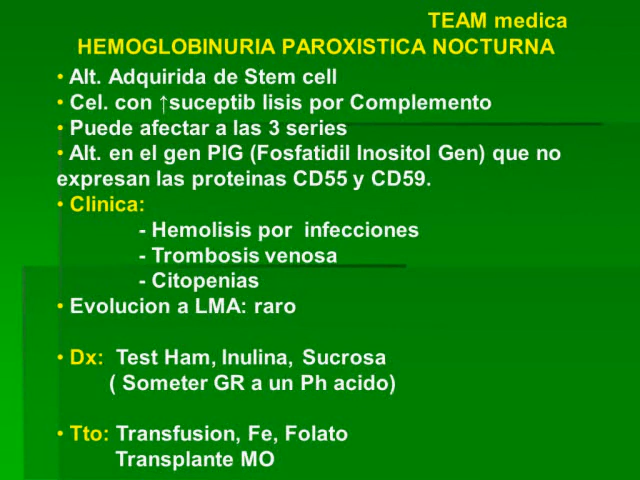 TEAM medica
HEMOGLOBINURIA PAROXISTICA NOCTURNA
• Alt. Adquirida de Stem cell
• Cel. con ↑suceptib lisis por Complemento
• Puede afectar a las 3 series
• Alt. en el gen PIG (Fosfatidil Inositol Gen) que no
expresan las proteinas CD55 y CD59.
• Clinica:
- Hemolisis por infecciones
- Trombosis venosa
- Citopenias
• Evolucion a LMA: raro
• Dx: Test Ham, Inulina, Sucrosa
( Someter GR a un Ph acido)
• Tto: Transfusion, Fe, Folato
Transplante MO